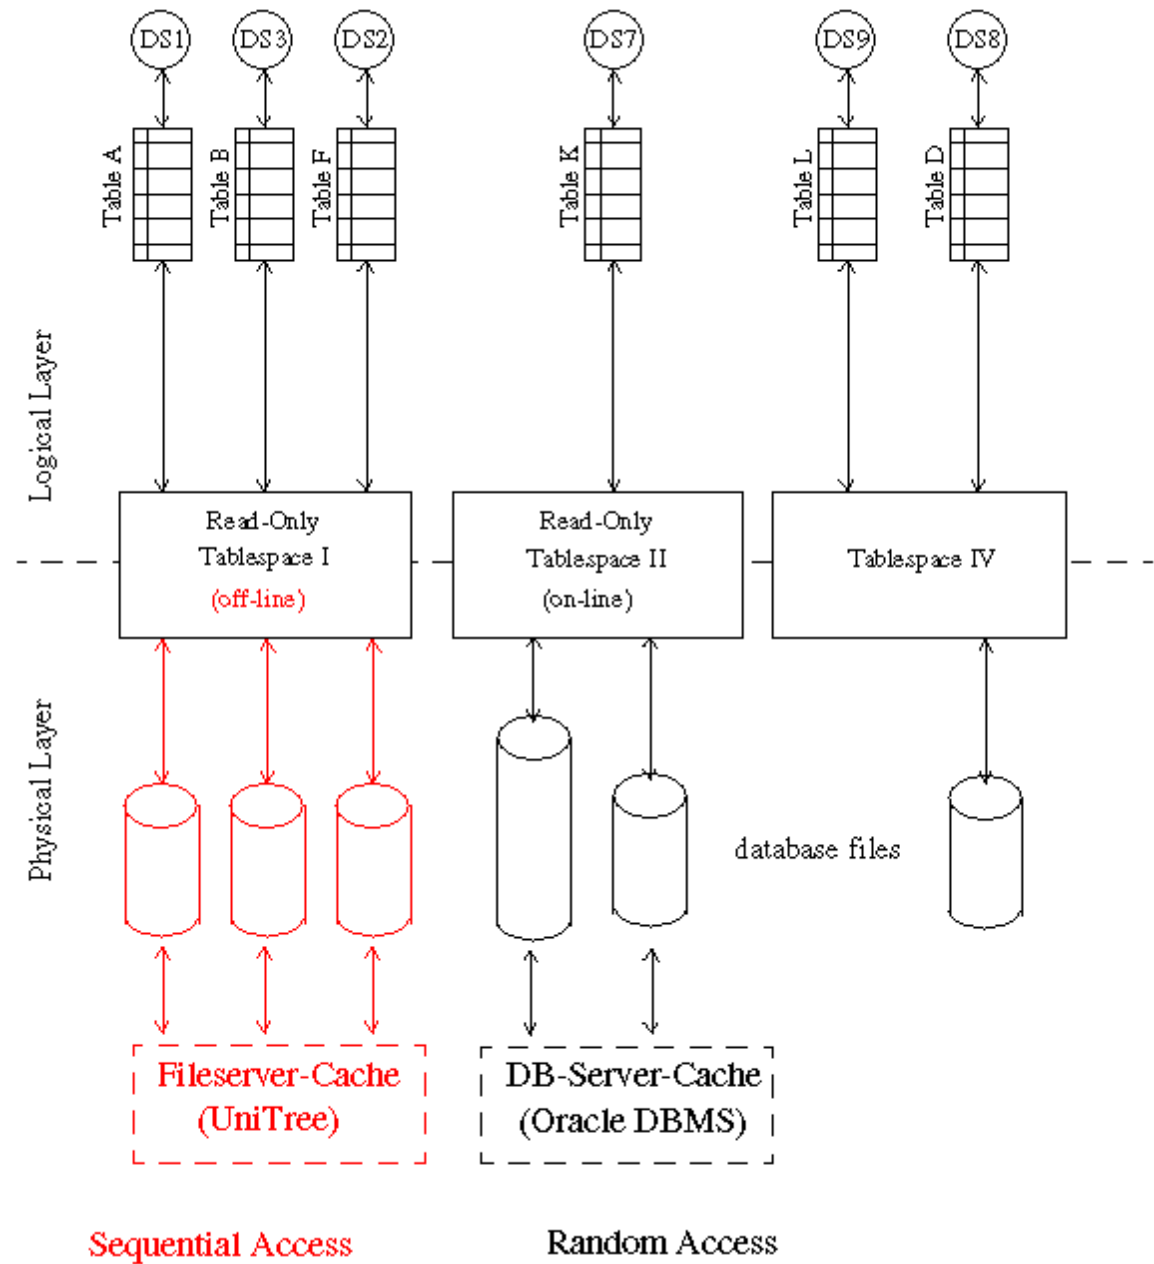 DS1
DS3
DS2
DS7
DS9
DS8
Table A
Table B
Table F
Table K
Table L
Table D
Logical Layer
Read-Only
Tablespace I
(off-line)
Read-Only
Tablespace II
(on-line)
Tablespace IV
Physical Layer
database files
Fileserver-Cache
(UniTree)
DB-Server-Cache
(Oracle DBMS)
Sequential Access
Random Access